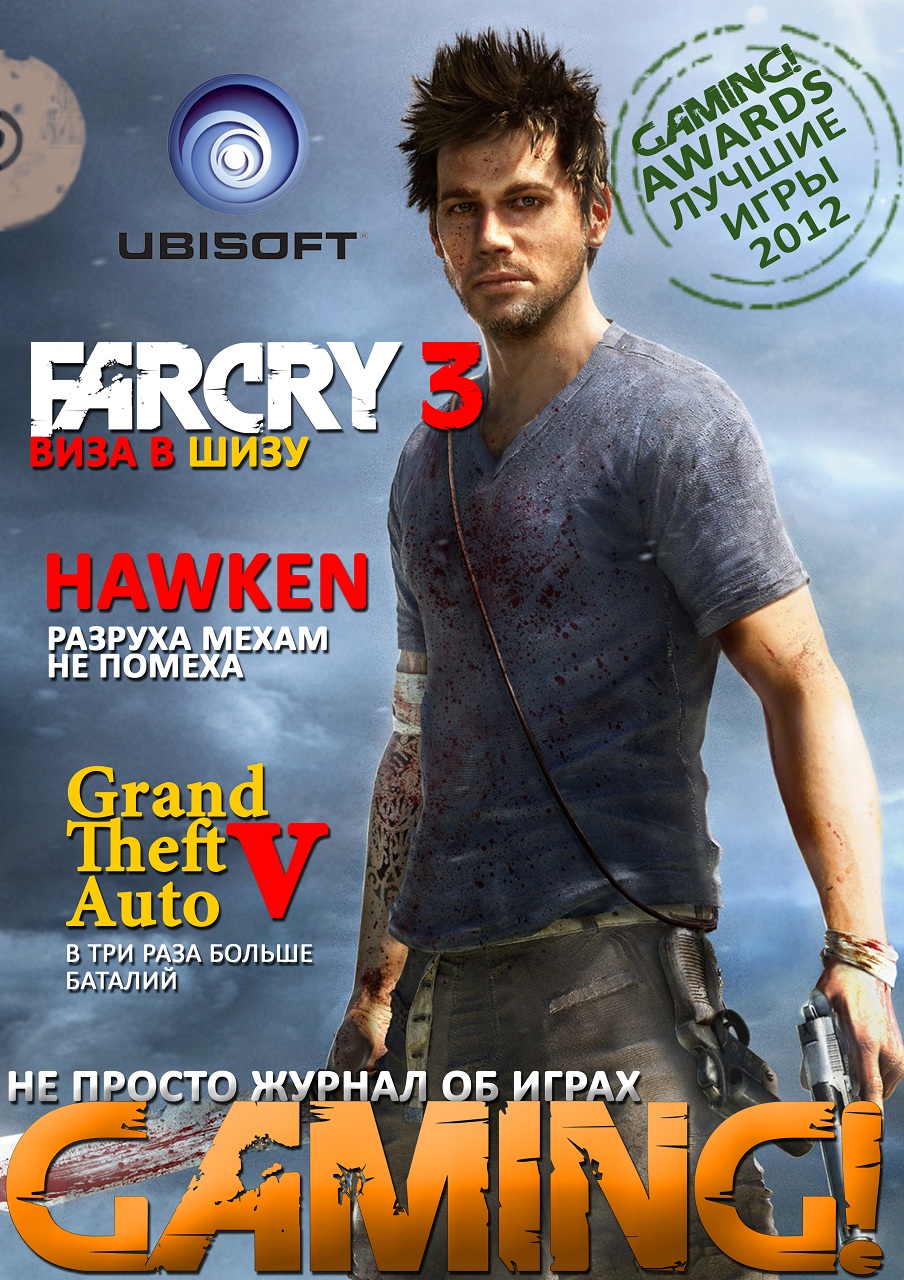 GAMING!
AWARDS
ЛУЧШИЕ
ИГРЫ
2012
UBISOFT®
FARCRY 3
ВИЗА В ШИЗУ
HAWKEN
РАЗРУХА МЕХАМ
НЕ ПОМЕХА
Grand
Theft
Auto V
В ТРИ РАЗА БОЛЬШЕ
БАТАЛИЙ
НЕ ПРОСТО ЖУРНАЛ ОБ ИГРАХ
GAMING!